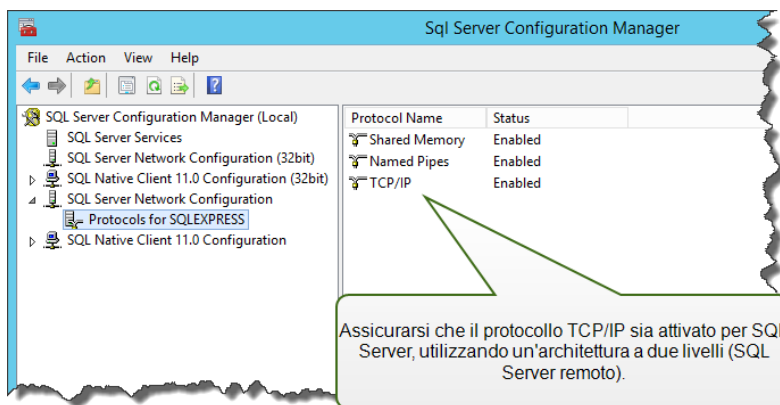 Sql Server Configuration Manager
File Action View Help
SQL Server Configuration Manager (Local)
SQL Server Services
SQL Server Network Configuration (32bit)
SQL Native Client 11.0 Configuration (32bit)
SQL Server Network Configuration
Protocols for SQLEXPRESS
SQL Native Client 11.0 Configuration
Protocol Name Status
Shared Memory Enabled
Named Pipes Enabled
TCP/IP Enabled
Assicurarsi che il protocollo TCP/IP sia attivato per SQL
Server, utilizzando un'architettura a due livelli (SQL
Server remoto).